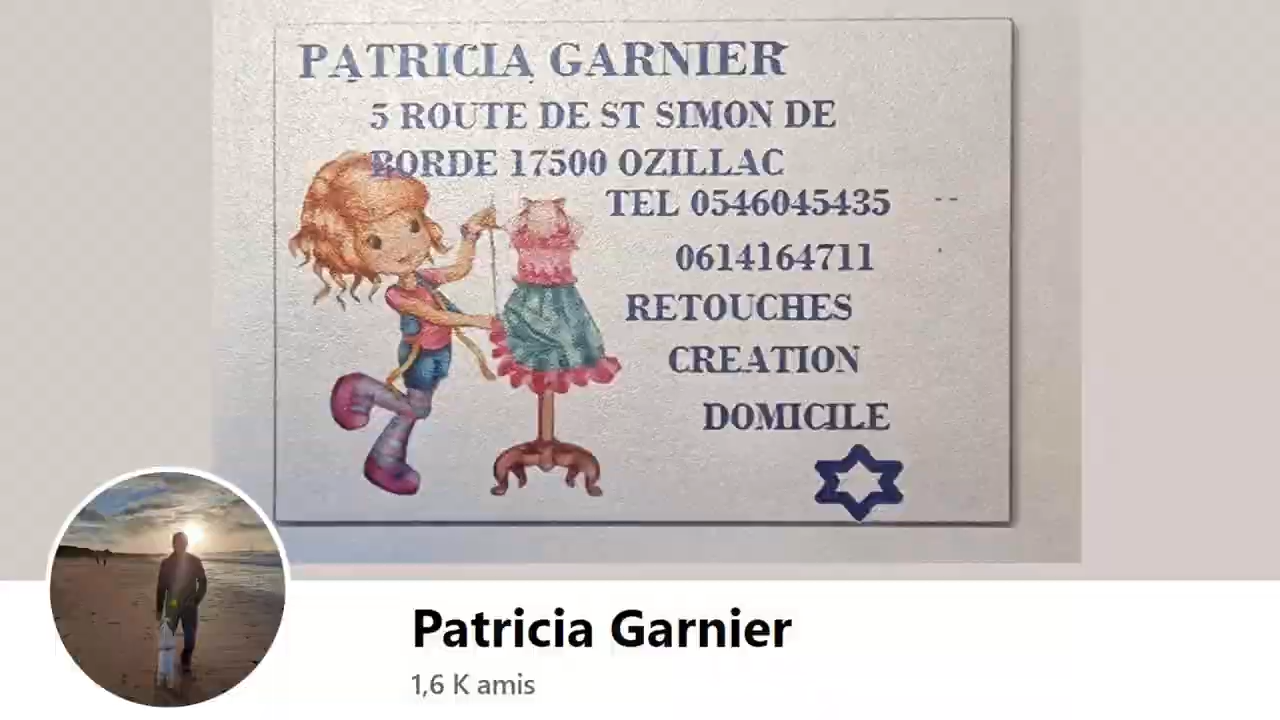 PATRICIA GARNIER
5 ROUTE DE ST SIMON DE
BORDE 17500 OZILLAC
TEL 0546045435
0614164711
RETOUCHES
CREATION
DOMICILE
Patricia Garnier
1,6 K amis